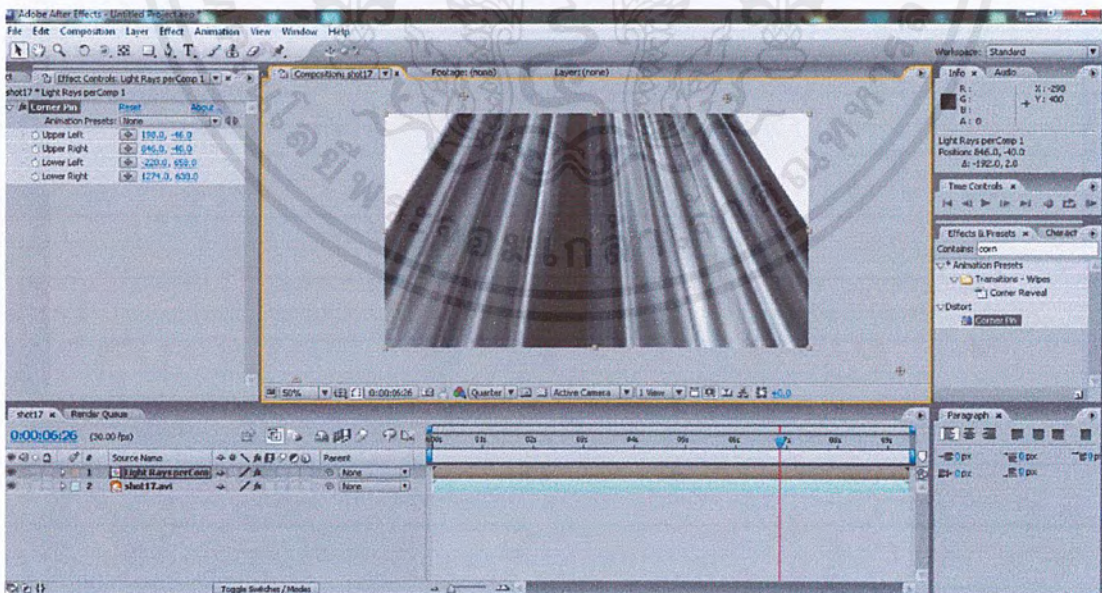 Adobe After Effects - Untitled Project.aep *
File Edit Composition Layer Effect Animation View Window Help
Workspace: Standard
Effect Controls: Light Rays perComp 1
shot17 * Light Rays perComp 1
Corner Pin Reset About...
Animation Presets: None
Upper Left 198.0, -46.0
Upper Right 846.0, -40.0
Lower Left -220.0, 659.0
Lower Right 1274.0, 630.0
Composition: shot17
Footage: (none)
Layer: (none)
50% 0:00:06:26 Quarter Active Camera 1 View +0.0
Info Audio
R: X: -290
G: Y: 400
B:
A: 0
Light Rays perComp 1
Position: 846.0, -40.0
Δ: -192.0, 2.0
Time Controls
Effects & Presets Charact
Contains: corn
* Animation Presets
Transitions - Wipes
Corner Reveal
Distort
Corner Pin
shot17 Render Queue
0:00:06:26 (30.00 fps)
# Source Name Parent
1 Light Rays perCom None
2 shot17.avi None
Toggle Switches / Modes
Paragraph
0 px 0 px
0 px 0 px